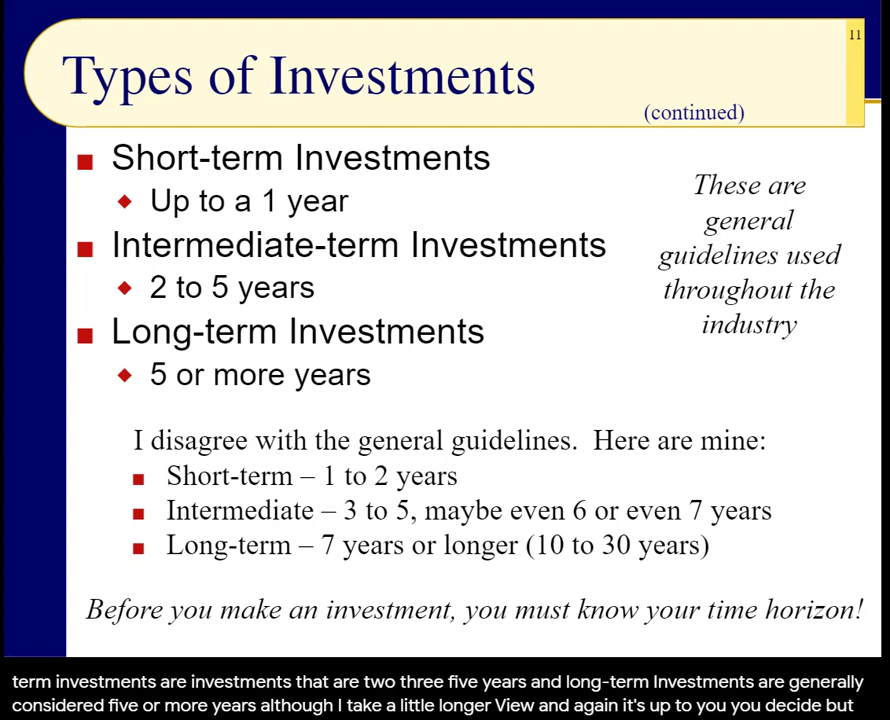 11
Types of Investments
(continued)
Short-term Investments
Up to a 1 year
Intermediate-term Investments
2 to 5 years
Long-term Investments
5 or more years
These are
general
guidelines used
throughout the
industry
I disagree with the general guidelines.  Here are mine:
Short-term – 1 to 2 years
Intermediate – 3 to 5, maybe even 6 or even 7 years
Long-term – 7 years or longer (10 to 30 years)
Before you make an investment, you must know your time horizon!
term investments are investments that are two three five years and long-term Investments are generally
considered five or more years although I take a little longer View and again it's up to you you decide but